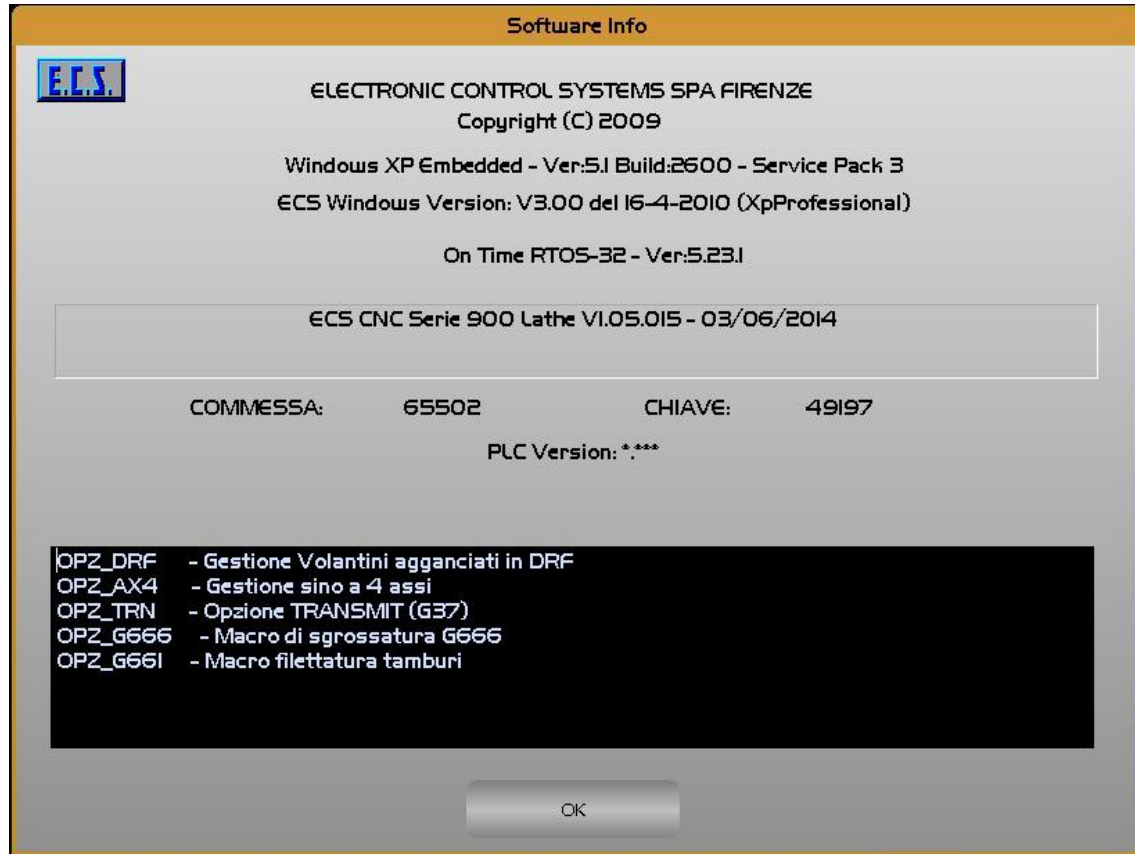 Software Info
E.C.S.
ELECTRONIC CONTROL SYSTEMS SPA FIRENZE
Copyright (C) 2009
Windows XP Embedded - Ver:5.1 Build:2600 - Service Pack 3
ECS Windows Version: V3.00 del 16-4-2010 (XpProfessional)
On Time RTOS-32 - Ver:5.23.1
ECS CNC Serie 900 Lathe V1.05.015 - 03/06/2014
COMMESSA: 65502 CHIAVE: 49197
PLC Version: *.***
OPZ_DRF - Gestione Volantini agganciati in DRF
OPZ_AX4 - Gestione sino a 4 assi
OPZ_TRN - Opzione TRANSMIT (G37)
OPZ_G666 - Macro di sgrossatura G666
OPZ_G661 - Macro filettatura tamburi
OK